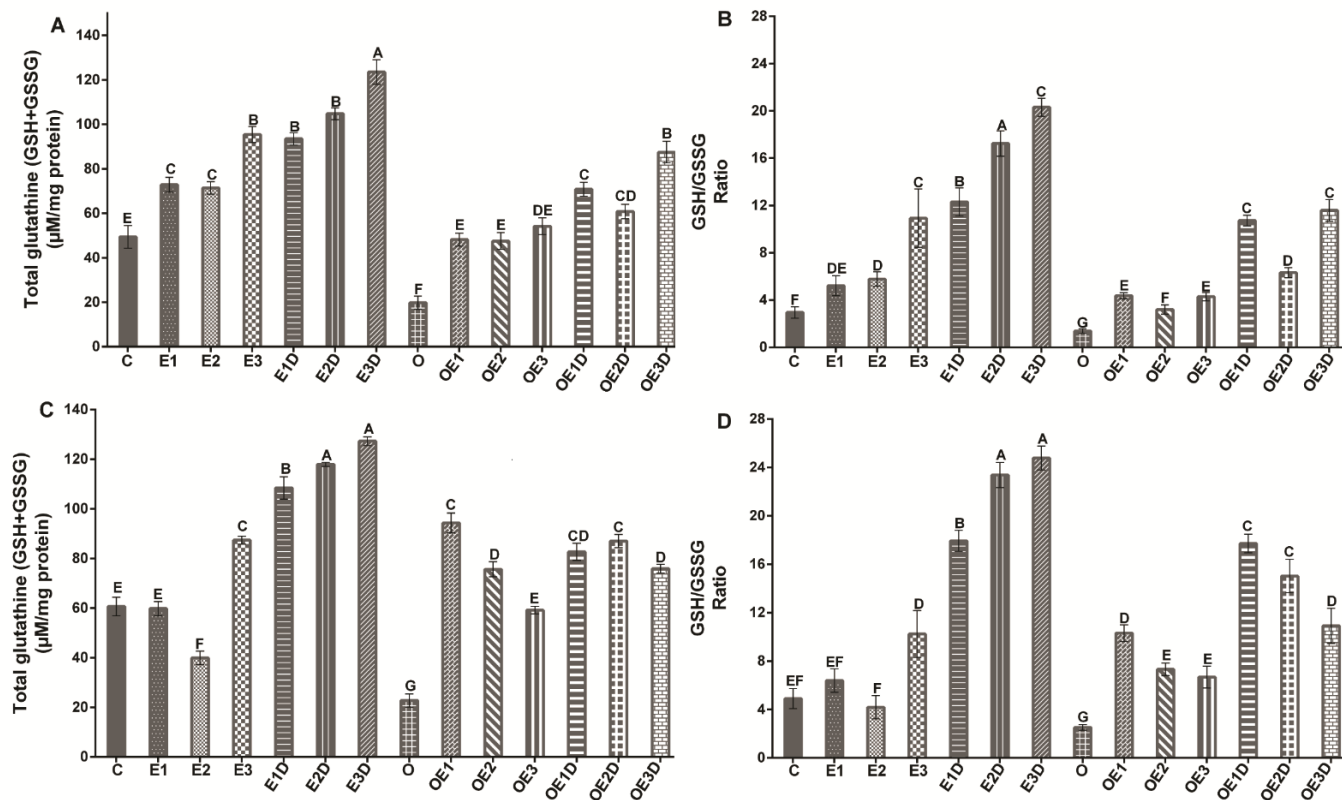 A
Total glutathine (GSH+GSSG)
(µM/mg protein)
140
120
100
80
60
40
20
0
E
C
C
B
B
B
A
F
E
E
DE
C
CD
B
C
E1
E2
E3
E1D
E2D
E3D
O
OE1
OE2
OE3
OE1D
OE2D
OE3D
B
GSH/GSSG
Ratio
28
24
20
16
12
8
4
0
F
DE
D
C
B
A
C
G
E
F
E
C
D
C
C
E1
E2
E3
E1D
E2D
E3D
O
OE1
OE2
OE3
OE1D
OE2D
OE3D
C
Total glutathine (GSH+GSSG)
(µM/mg protein)
140
120
100
80
60
40
20
0
E
E
F
C
B
A
A
G
C
D
E
CD
C
D
C
E1
E2
E3
E1D
E2D
E3D
O
OE1
OE2
OE3
OE1D
OE2D
OE3D
D
GSH/GSSG
Ratio
28
24
20
16
12
8
4
0
EF
EF
F
D
B
A
A
G
D
E
E
C
C
D
C
E1
E2
E3
E1D
E2D
E3D
O
OE1
OE2
OE3
OE1D
OE2D
OE3D